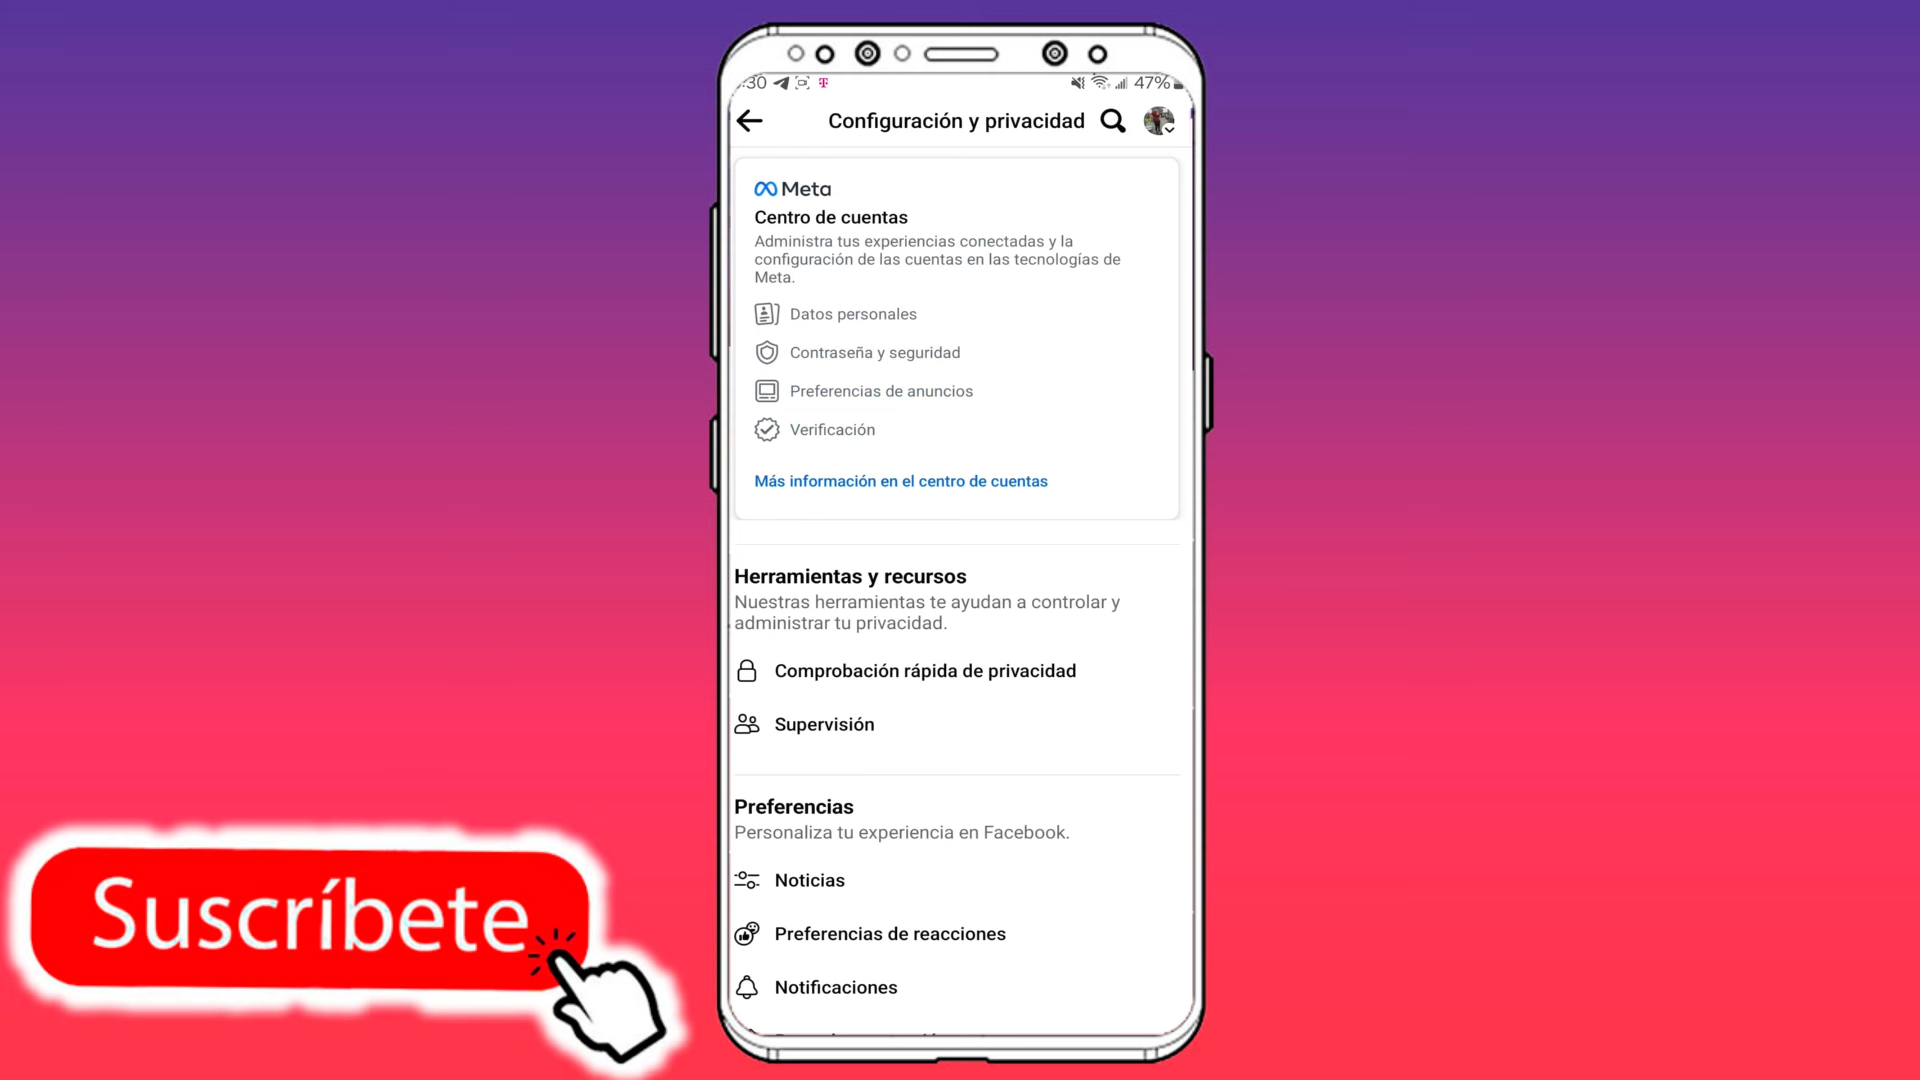 :30 47%
Configuración y privacidad
Meta
Centro de cuentas
Administra tus experiencias conectadas y la
configuración de las cuentas en las tecnologías de
Meta.
Datos personales
Contraseña y seguridad
Preferencias de anuncios
Verificación
Más información en el centro de cuentas
Herramientas y recursos
Nuestras herramientas te ayudan a controlar y
administrar tu privacidad.
Comprobación rápida de privacidad
Supervisión
Preferencias
Personaliza tu experiencia en Facebook.
Noticias
Preferencias de reacciones
Notificaciones
Suscríbete